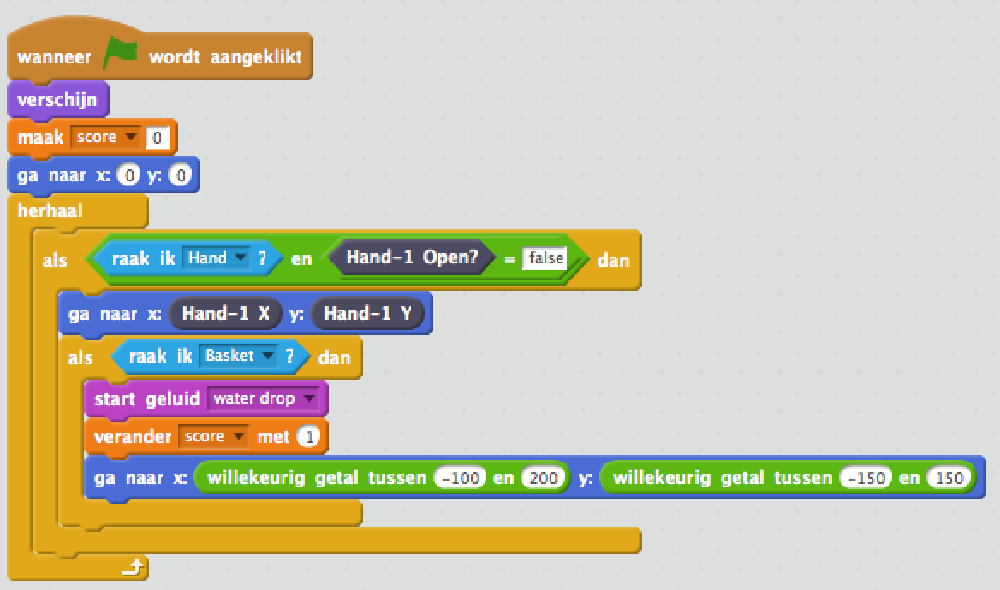 wanneer wordt aangeklikt
verschijn
maak score 0
ga naar x: 0 y: 0
herhaal
als raak ik Hand ? en Hand-1 Open? = false dan
ga naar x: Hand-1 X y: Hand-1 Y
als raak ik Basket ? dan
start geluid water drop
verander score met 1
ga naar x: willekeurig getal tussen -100 en 200 y: willekeurig getal tussen -150 en 150